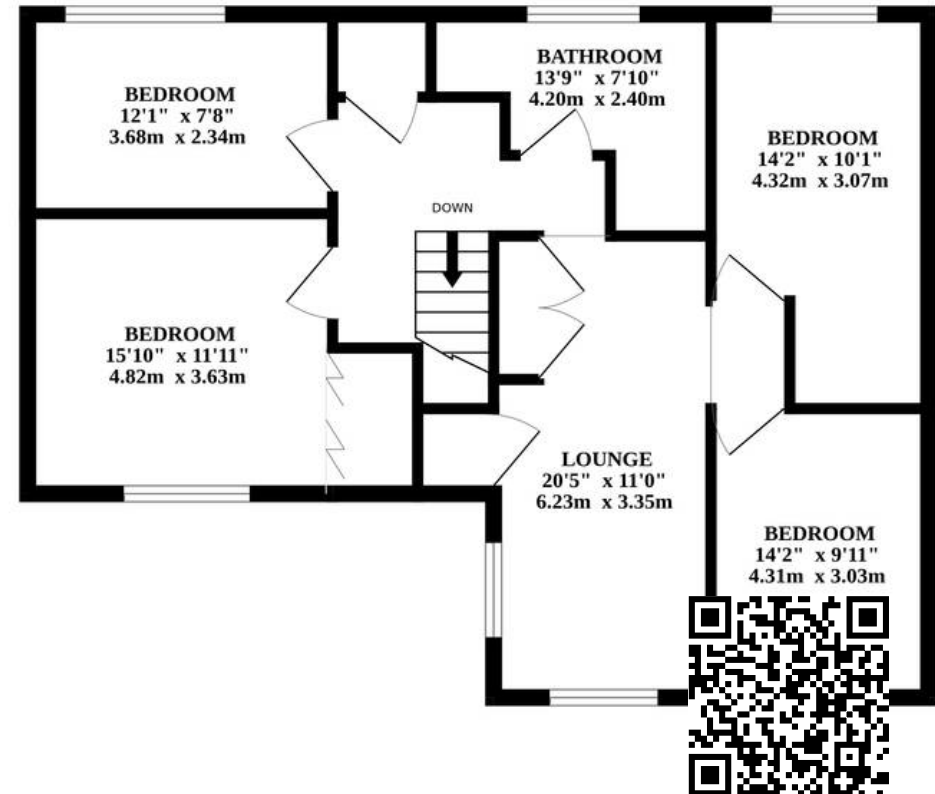 BEDROOM
12'1" x 7'8"
3.68m x 2.34m
BATHROOM
13'9" x 7'10"
4.20m x 2.40m
BEDROOM
14'2" x 10'1"
4.32m x 3.07m
DOWN
BEDROOM
15'10" x 11'11"
4.82m x 3.63m
LOUNGE
20'5" x 11'0"
6.23m x 3.35m
BEDROOM
14'2" x 9'11"
4.31m x 3.03m